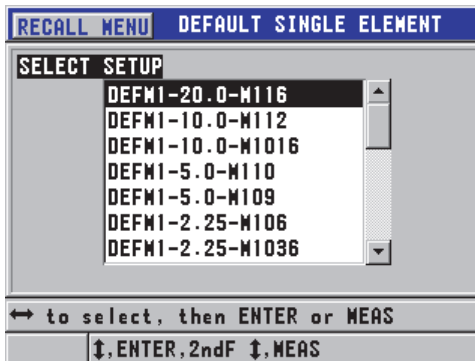 RECALL MENU DEFAULT SINGLE ELEMENT
SELECT SETUP
DEFM1-20.0-M116
DEFM1-10.0-M112
DEFM1-10.0-M1016
DEFM1-5.0-M110
DEFM1-5.0-M109
DEFM1-2.25-M106
DEFM1-2.25-M1036
↔ to select, then ENTER or MEAS
↕,ENTER,2ndF ↕,MEAS